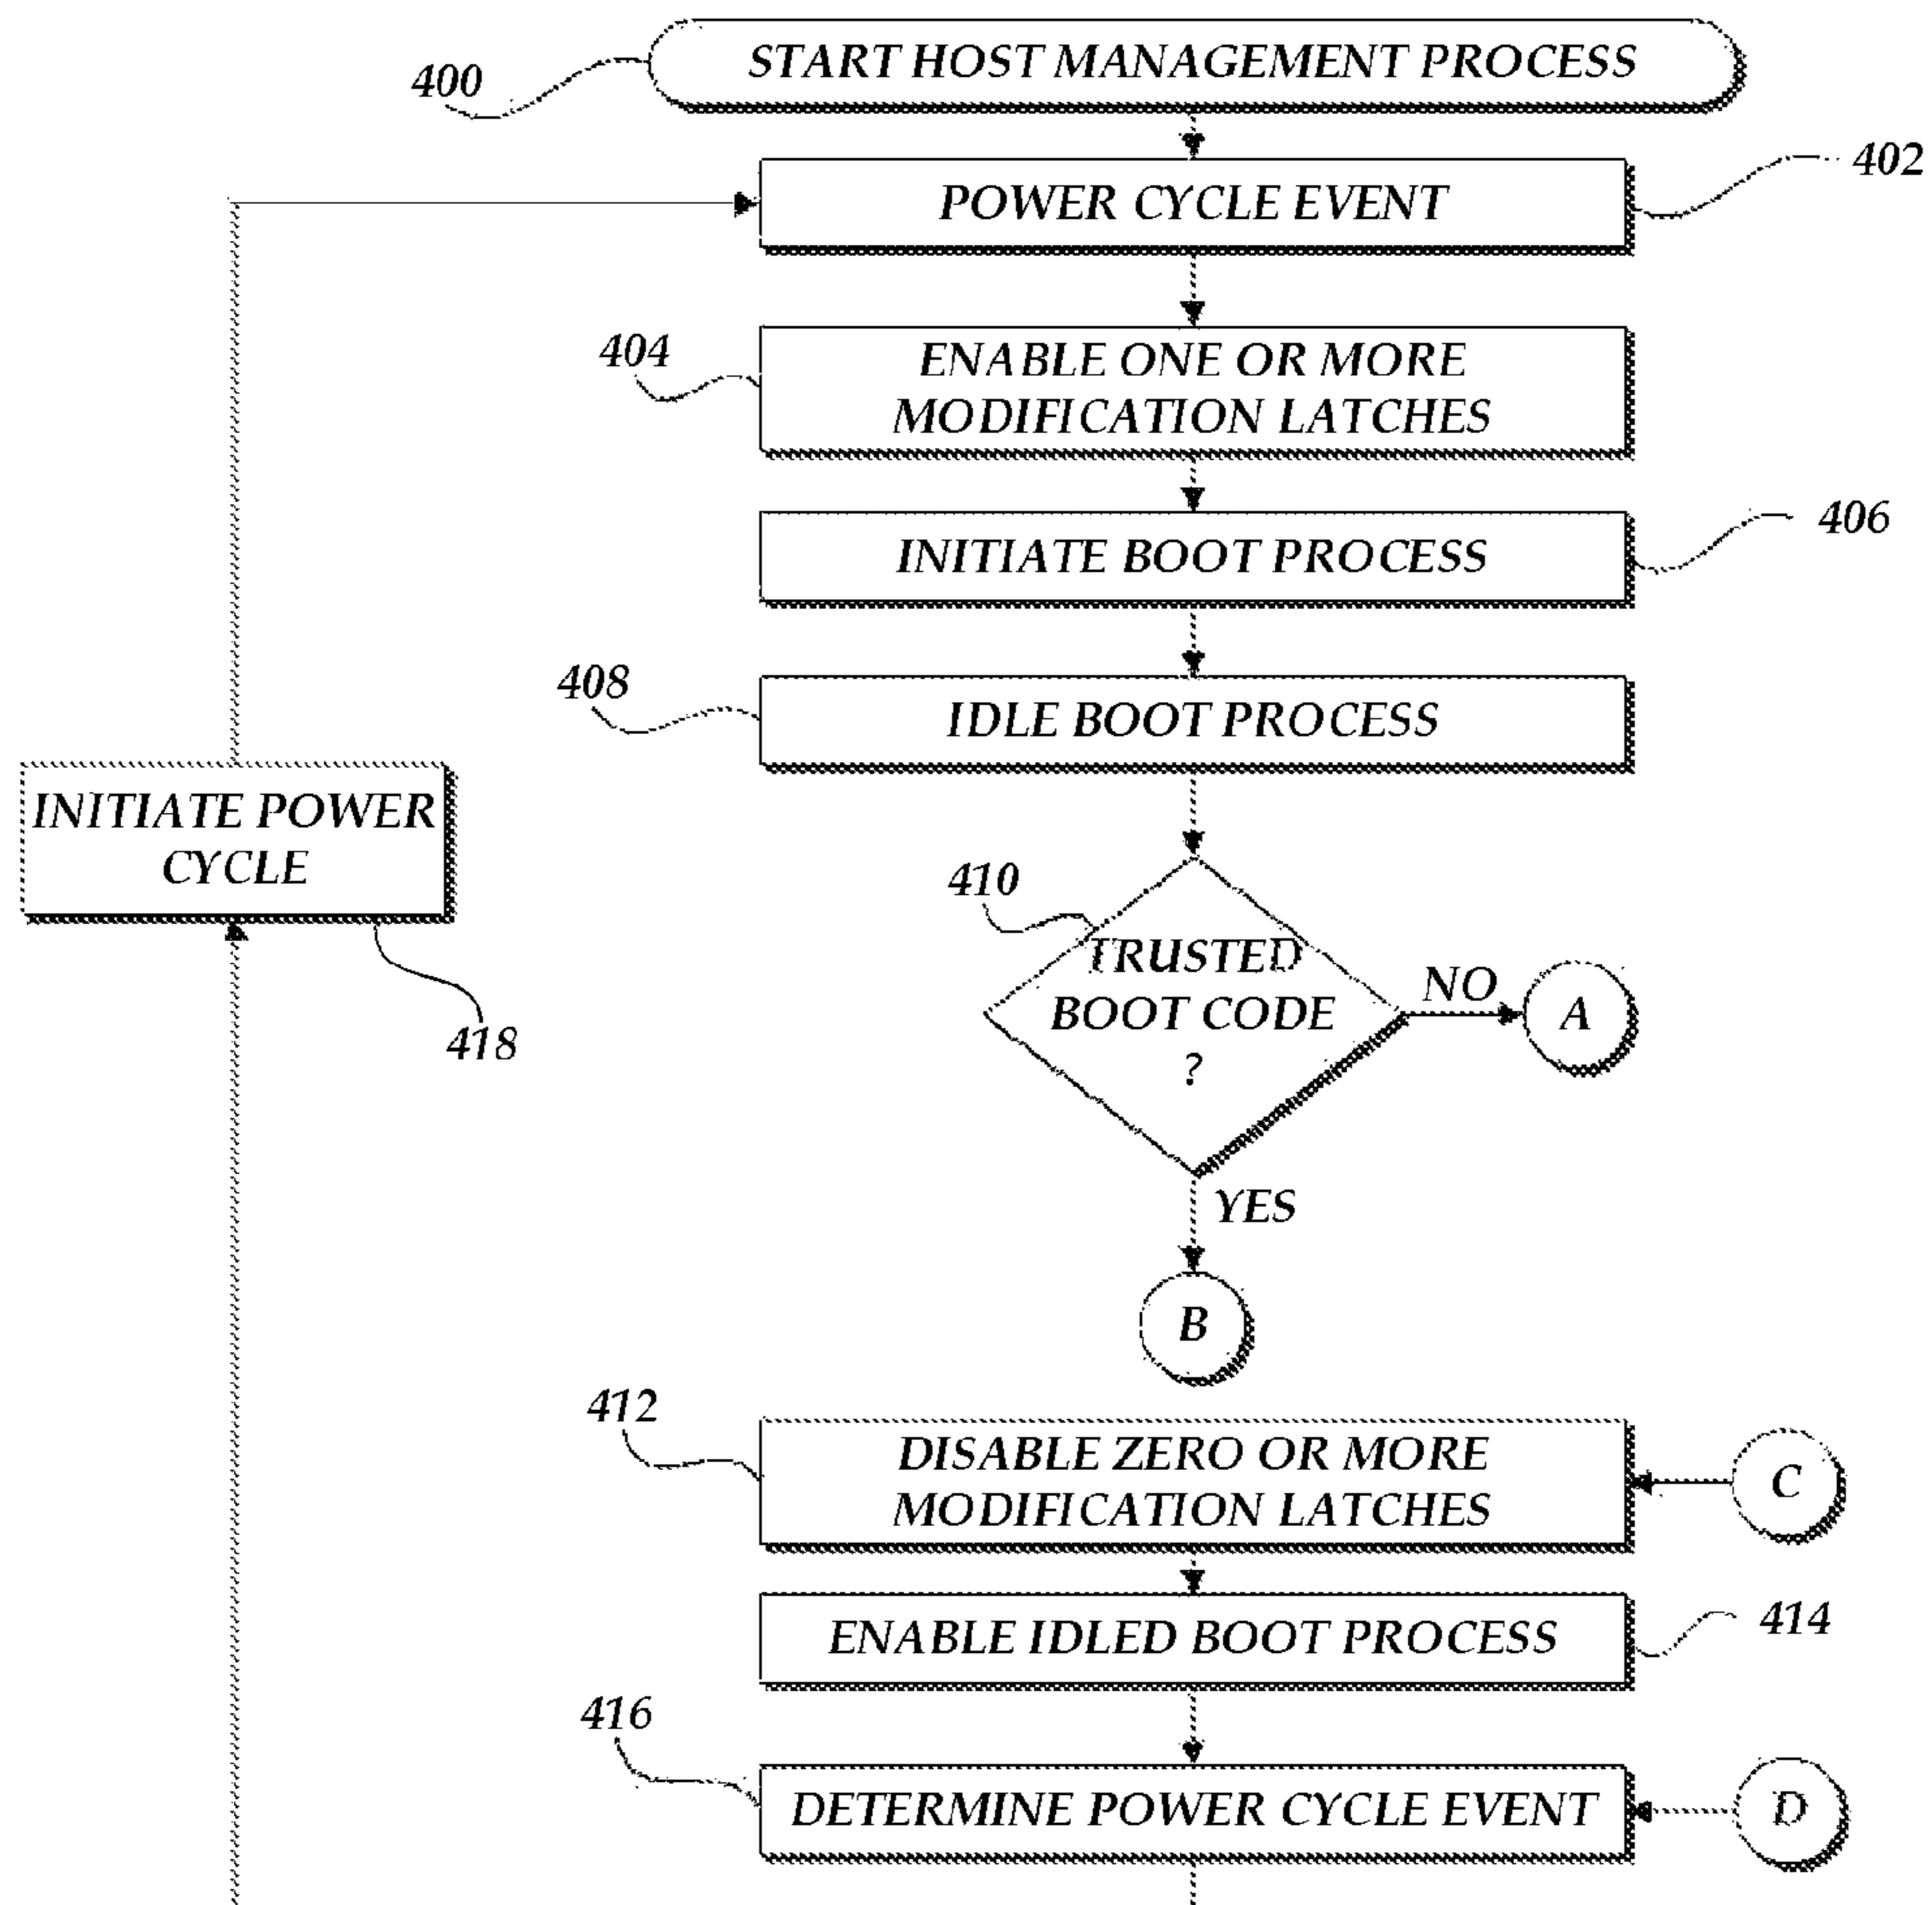 START HOST MANAGEMENT PROCESS
400
POWER CYCLE EVENT
402
404
ENABLE ONE OR MORE
MODIFICATION LATCHES
406
INITIATE BOOT PROCESS
408
IDLE BOOT PROCESS
INITIATE POWER
CYCLE
418
410
TRUSTED
BOOT CODE
?
NO
A
YES
B
412
DISABLE ZERO OR MORE
MODIFICATION LATCHES
C
ENABLE IDLED BOOT PROCESS
414
416
DETERMINE POWER CYCLE EVENT
D